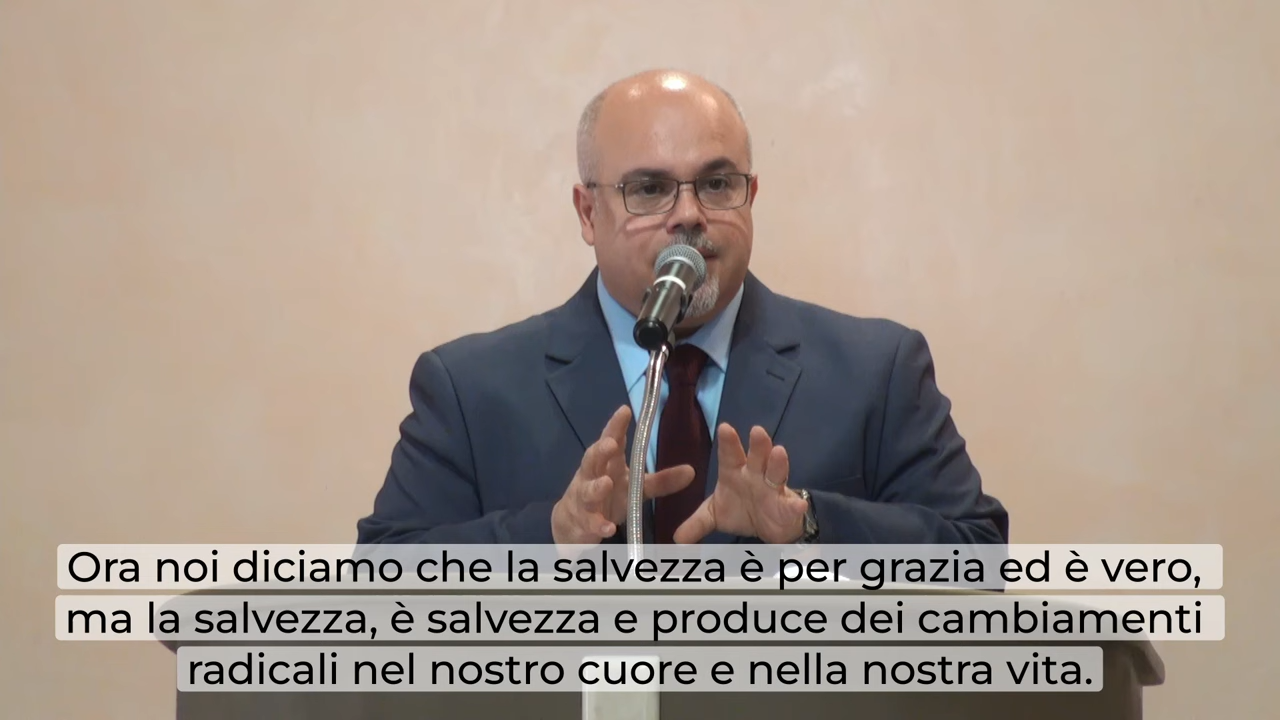 Ora noi diciamo che la salvezza è per grazia ed è vero,
ma la salvezza, è salvezza e produce dei cambiamenti
radicali nel nostro cuore e nella nostra vita.